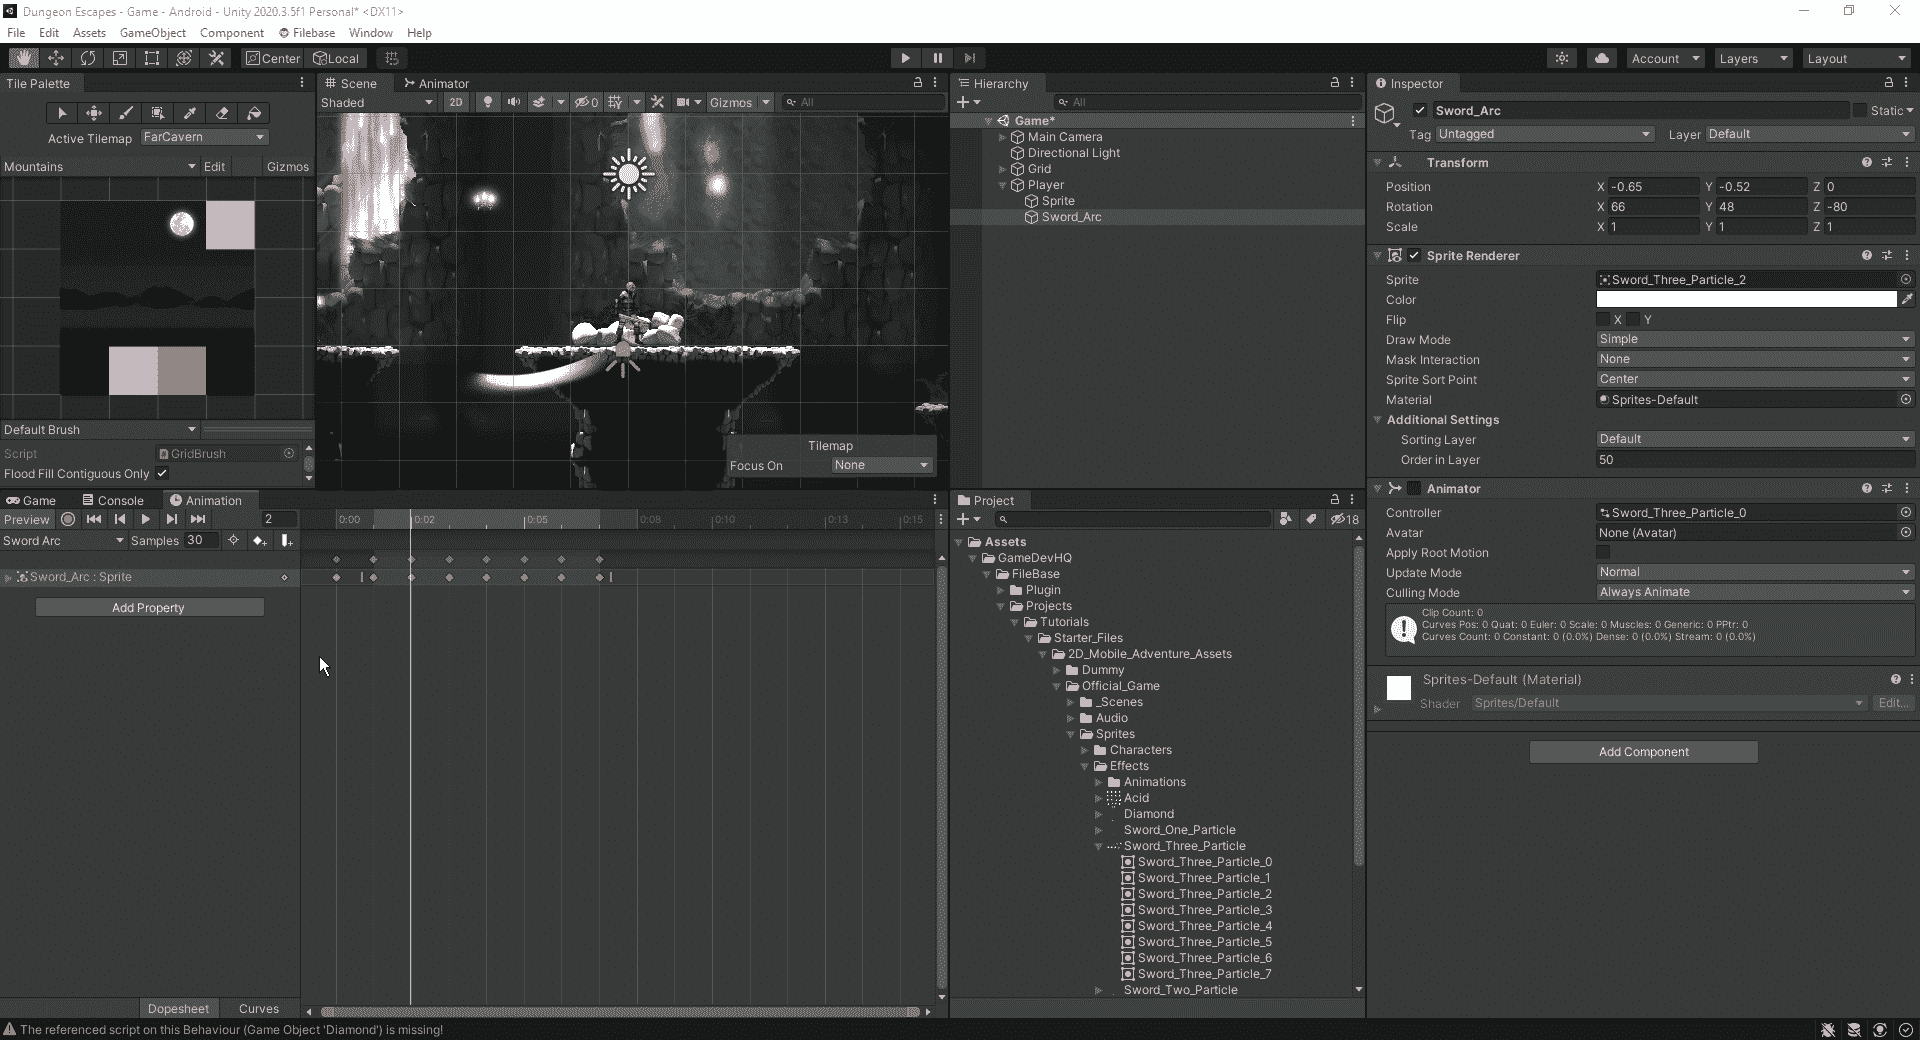 Dungeon Escapes - Game - Android - Unity 2020.3.5f1 Personal* <DX11>
File Edit Assets GameObject Component Filebase Window Help
Center Local Account Layers Layout
Tile Palette
Active Tilemap FarCavern
Mountains Edit Gizmos
Default Brush
Script GridBrush
Flood Fill Contiguous Only
Scene Animator
Shaded 2D 0 Gizmos All
Tilemap
Focus On None
Hierarchy
All
Game*
Main Camera
Directional Light
Grid
Player
Sprite
Sword_Arc
Inspector
Sword_Arc Static
Tag Untagged Layer Default
Transform
Position X -0.65 Y -0.52 Z 0
Rotation X 66 Y 48 Z -80
Scale X 1 Y 1 Z 1
Sprite Renderer
Sprite Sword_Three_Particle_2
Color
Flip X Y
Draw Mode Simple
Mask Interaction None
Sprite Sort Point Center
Material Sprites-Default
Additional Settings
Sorting Layer Default
Order in Layer 50
Animator
Controller Sword_Three_Particle_0
Avatar None (Avatar)
Apply Root Motion
Update Mode Normal
Culling Mode Always Animate
Clip Count: 0
Curves Pos: 0 Quat: 0 Euler: 0 Scale: 0 Muscles: 0 Generic: 0 PPtr: 0
Curves Count: 0 Constant: 0 (0.0%) Dense: 0 (0.0%) Stream: 0 (0.0%)
Sprites-Default (Material)
Shader Sprites/Default Edit...
Add Component
Game Console Animation
Preview 2 0:00 0:02 0:05 0:08 0:10 0:13 0:15
Sword Arc Samples 30
Sword_Arc : Sprite
Add Property
Dopesheet Curves
Project
18
Assets
GameDevHQ
FileBase
Plugin
Projects
Tutorials
Starter_Files
2D_Mobile_Adventure_Assets
Dummy
Official_Game
_Scenes
Audio
Sprites
Characters
Effects
Animations
Acid
Diamond
Sword_One_Particle
Sword_Three_Particle
Sword_Three_Particle_0
Sword_Three_Particle_1
Sword_Three_Particle_2
Sword_Three_Particle_3
Sword_Three_Particle_4
Sword_Three_Particle_5
Sword_Three_Particle_6
Sword_Three_Particle_7
Sword_Two_Particle
The referenced script on this Behaviour (Game Object 'Diamond') is missing!